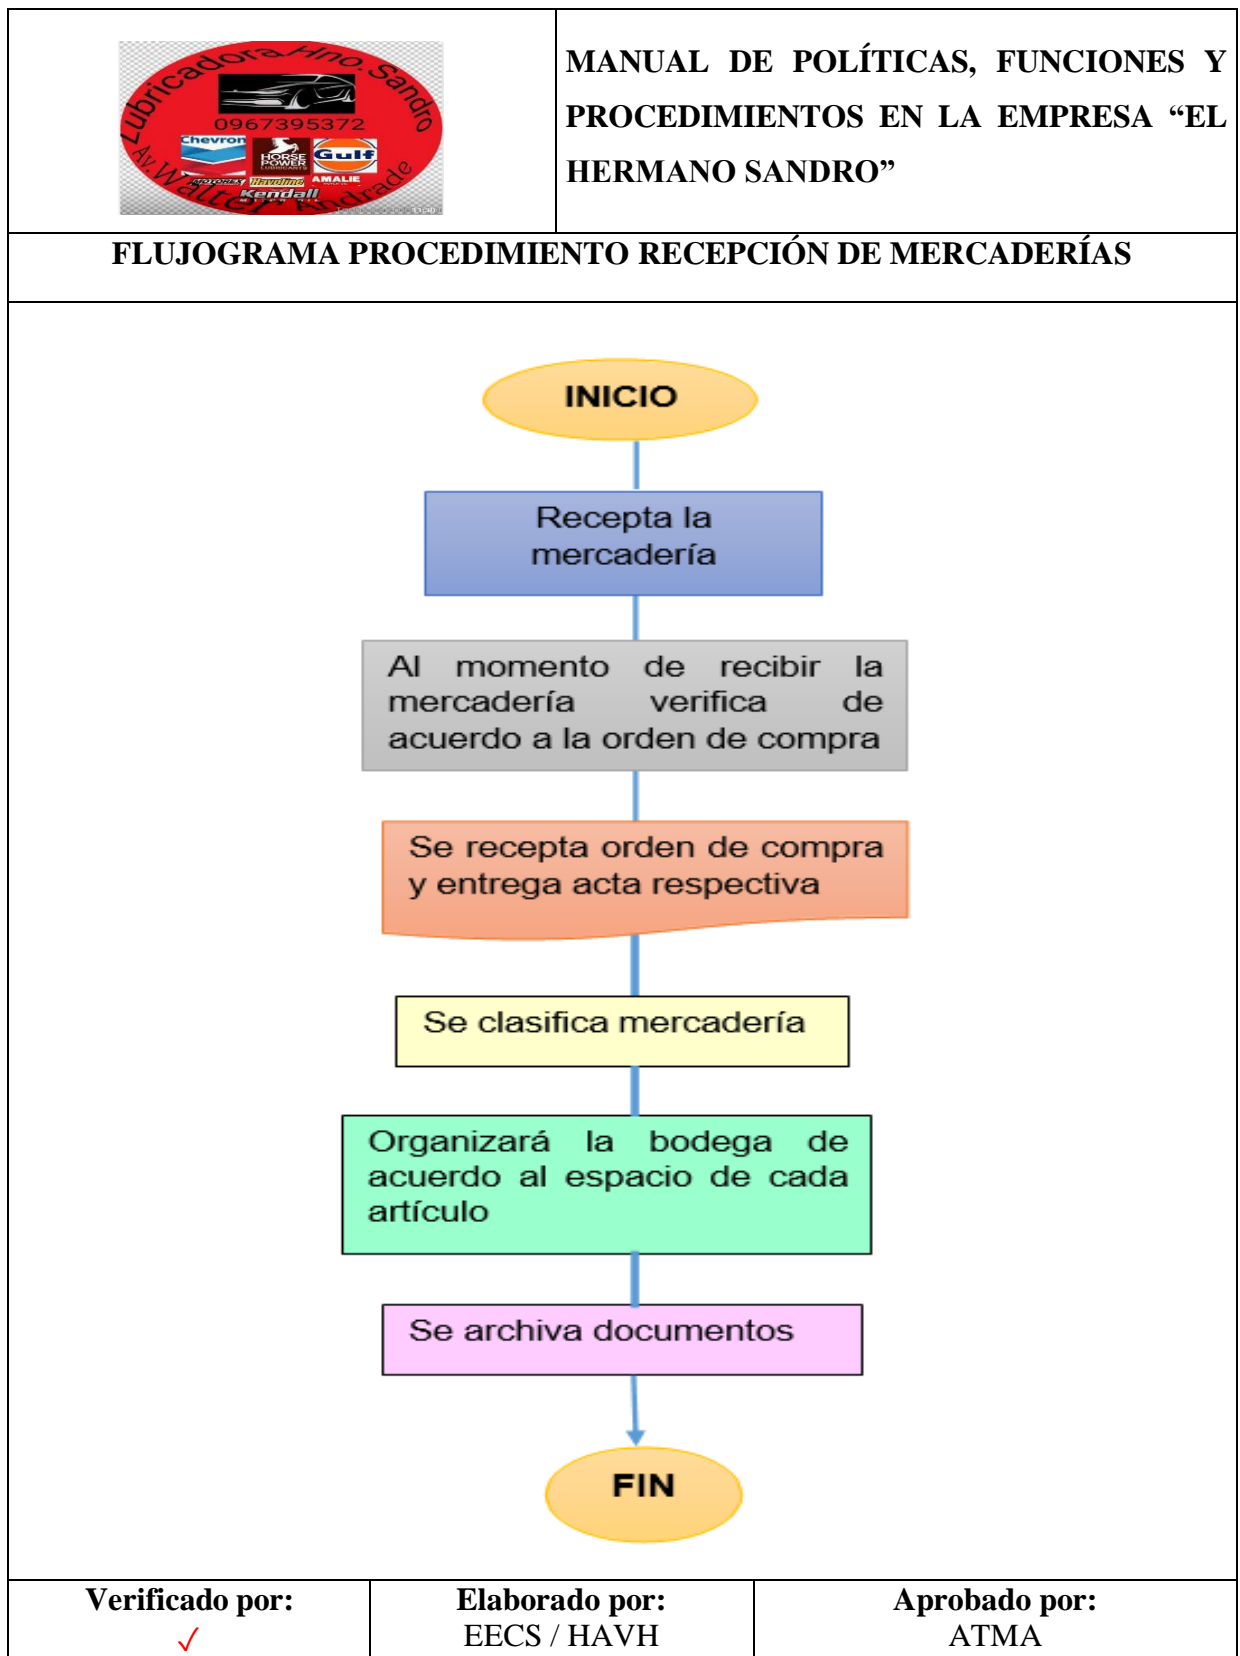 Lubricadora Hno. Sandro
0967395372
Chevron
HORSE POWER
LUBRICANTS
Gulf
MOTOREX Havoline AMALIE
Kendall
MOTOR OIL
Av. Walter Andrade
MANUAL DE POLÍTICAS, FUNCIONES Y
PROCEDIMIENTOS EN LA EMPRESA “EL
HERMANO SANDRO”
FLUJOGRAMA PROCEDIMIENTO RECEPCIÓN DE MERCADERÍAS
INICIO
Recepta la
mercadería
Al momento de recibir la
mercadería verifica de
acuerdo a la orden de compra
Se recepta orden de compra
y entrega acta respectiva
Se clasifica mercadería
Organizará la bodega de
acuerdo al espacio de cada
artículo
Se archiva documentos
FIN
Verificado por:
✓
Elaborado por:
EECS / HAVH
Aprobado por:
ATMA